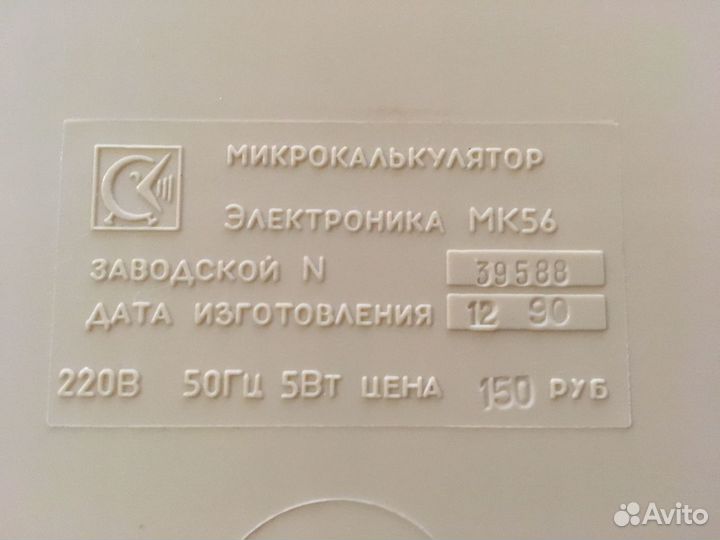 МИКРОКАЛЬКУЛЯТОР
ЭЛЕКТРОНИКА МК56
ЗАВОДСКОЙ N 39588
ДАТА ИЗГОТОВЛЕНИЯ 12 90
220В 50ГЦ 5ВТ ЦЕНА 150 РУБ
Avito